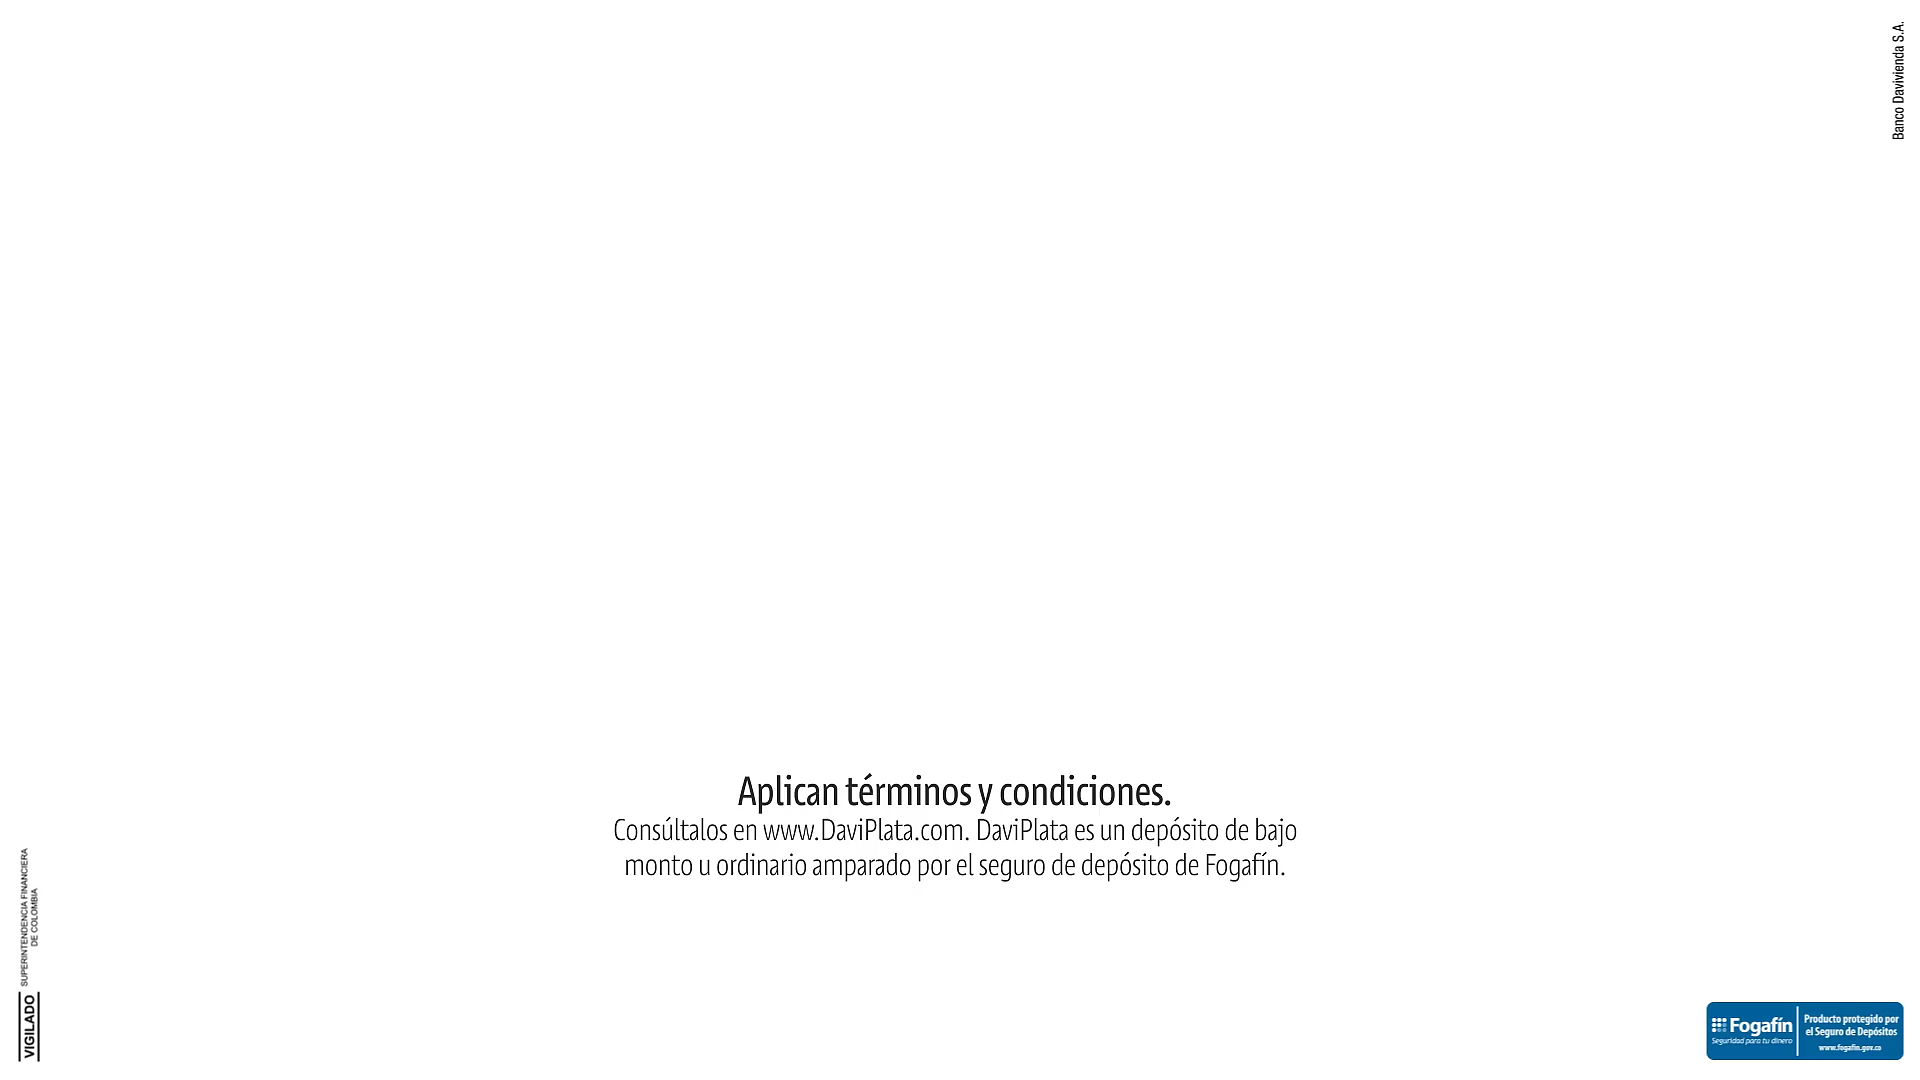 Banco Davivienda S.A.
Aplican términos y condiciones.
Consúltalos en www.DaviPlata.com. DaviPlata es un depósito de bajo
monto u ordinario amparado por el seguro de depósito de Fogafín.
VIGILADO
SUPERINTENDENCIA FINANCIERA
DE COLOMBIA
Fogafín
Seguridad para tu dinero
Producto protegido por
el Seguro de Depósitos
www.fogafin.gov.co